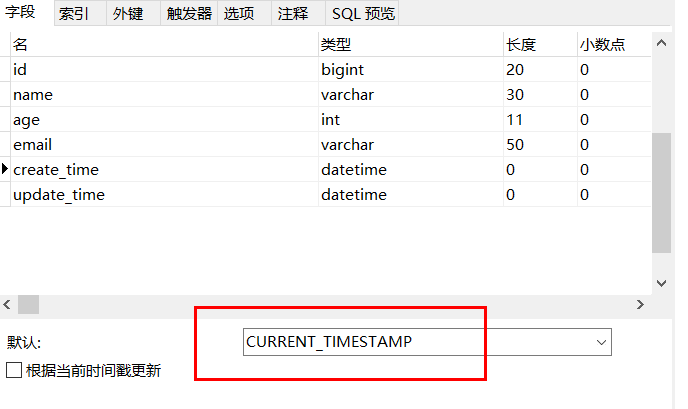 字段 索引 外键 触发器 选项 注释 SQL 预览
名 类型 长度 小数点
id bigint 20 0
name varchar 30 0
age int 11 0
email varchar 50 0
create_time datetime 0 0
update_time datetime 0 0
默认: CURRENT_TIMESTAMP
根据当前时间戳更新